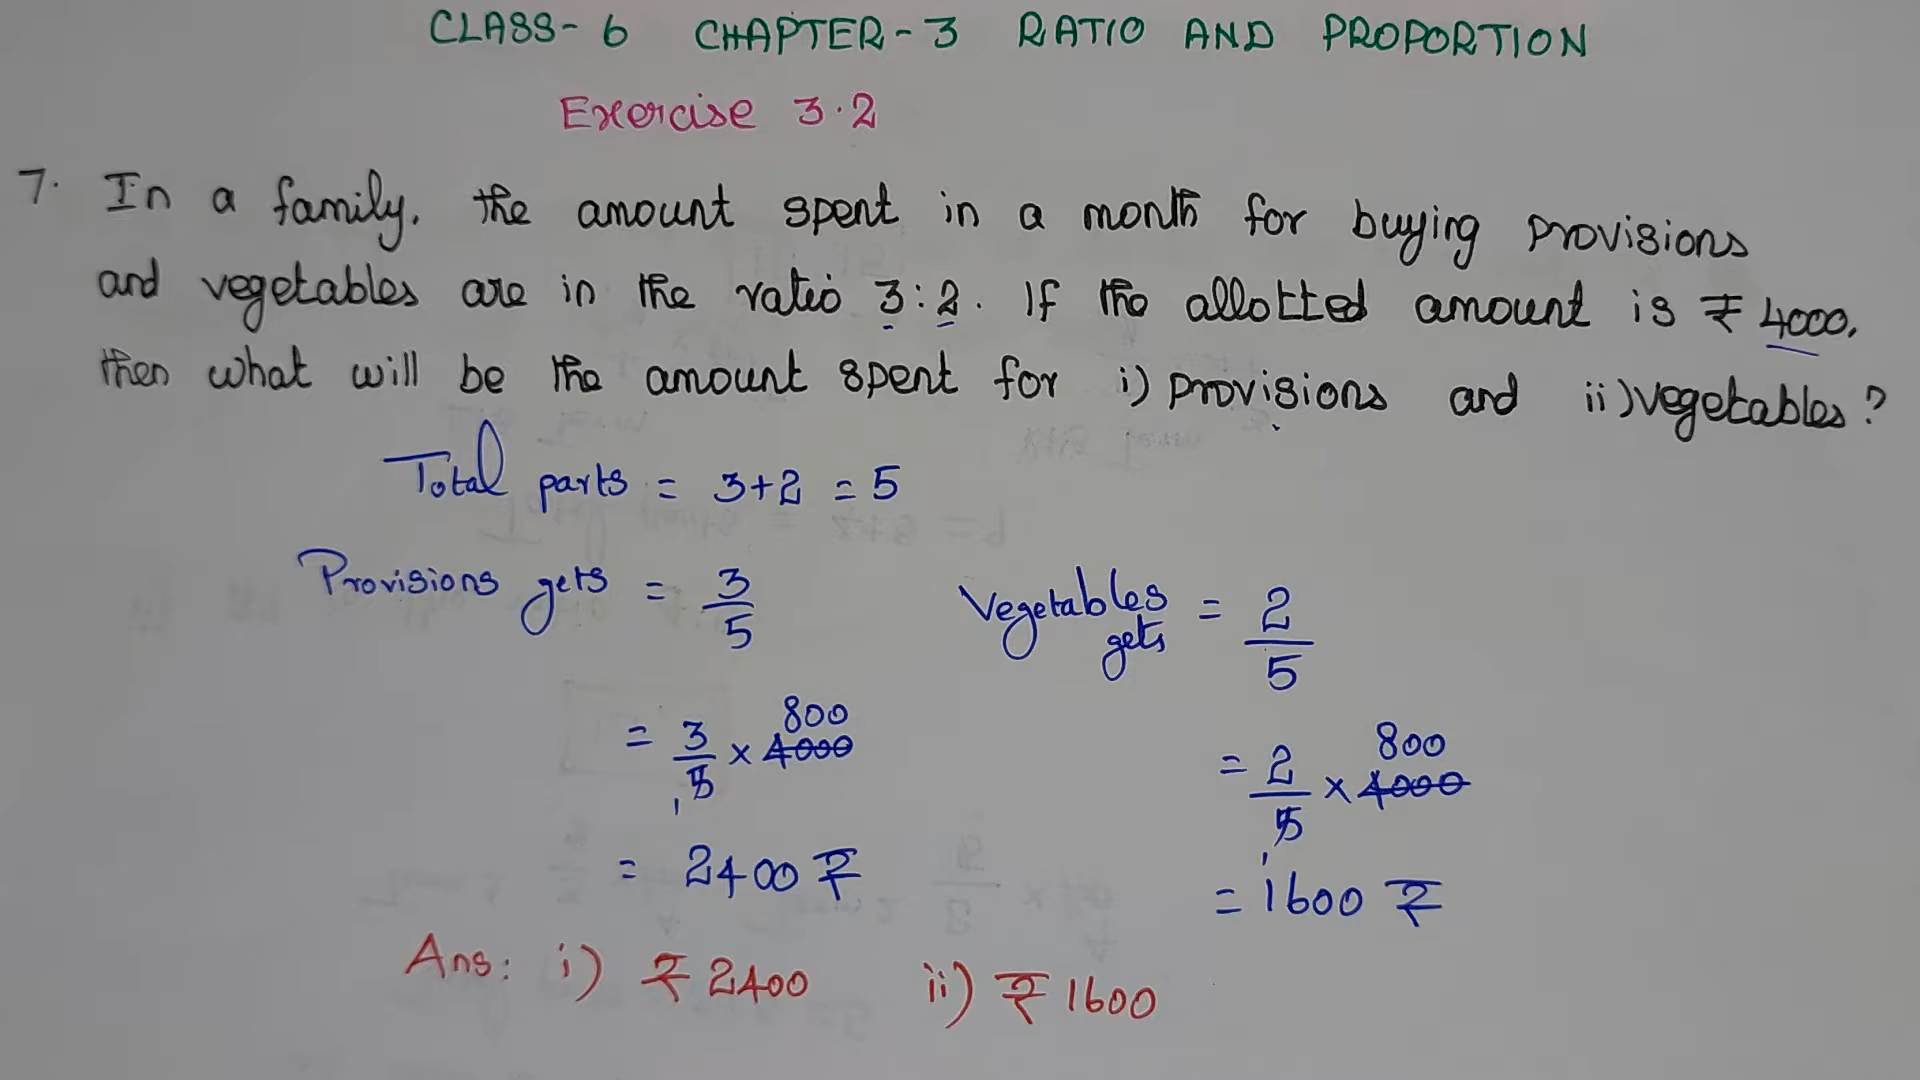 CLASS-6 CHAPTER-3 RATIO AND PROPORTION
Exercise 3.2
7. In a family, the amount spent in a month for buying provisions
and vegetables are in the ratio 3:2. If the allotted amount is ₹ 4000,
then what will be the amount spent for i) provisions and ii) vegetables?
Total parts = 3+2 = 5
Provisions gets = 3/5
Vegetables gets = 2/5
= 3/5 × 4000 800 1
= 2/5 × 4000 800 1
= 2400 ₹
= 1600 ₹
Ans: i) ₹ 2400 ii) ₹ 1600